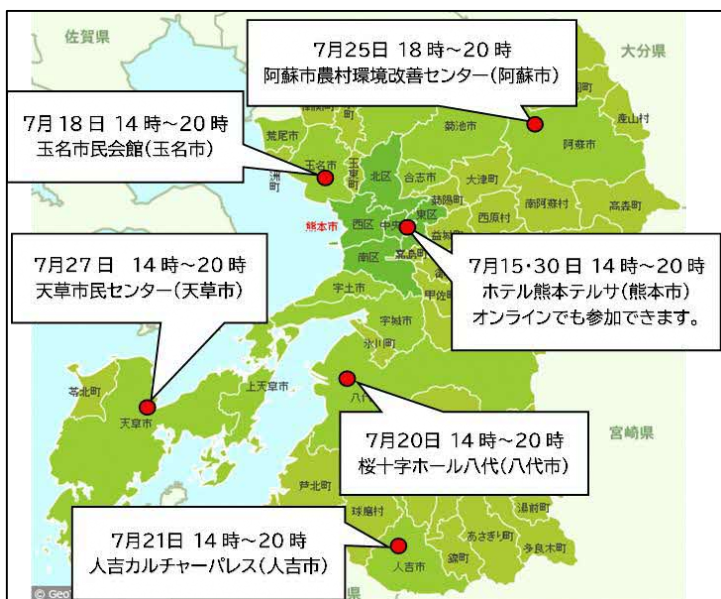 佐賀県
大分県
7月25日 18時～20時
阿蘇市農村環境改善センター(阿蘇市)
7月18日 14時～20時
玉名市民会館(玉名市)
荒尾市
玉名市
玉東町
菊池市
産山村
阿蘇市
北区
合志市
大津町
菊陽町
熊本市
西区
中央
東区
西原村
南阿蘇村
高森町
益城町
南区
嘉島町
甲佐町
7月27日 14時～20時
天草市民センター(天草市)
7月15・30日 14時～20時
ホテル熊本テルサ(熊本市)
オンラインでも参加できます。
宇土市
宇城市
氷川町
上天草市
苓北町
天草市
八代
宮崎県
7月20日 14時～20時
桜十字ホール八代(八代市)
芦北町
球磨村
湯前町
あさぎり町
多良木町
錦町
人吉市
7月21日 14時～20時
人吉カルチャーパレス(人吉市)
© Geo
県